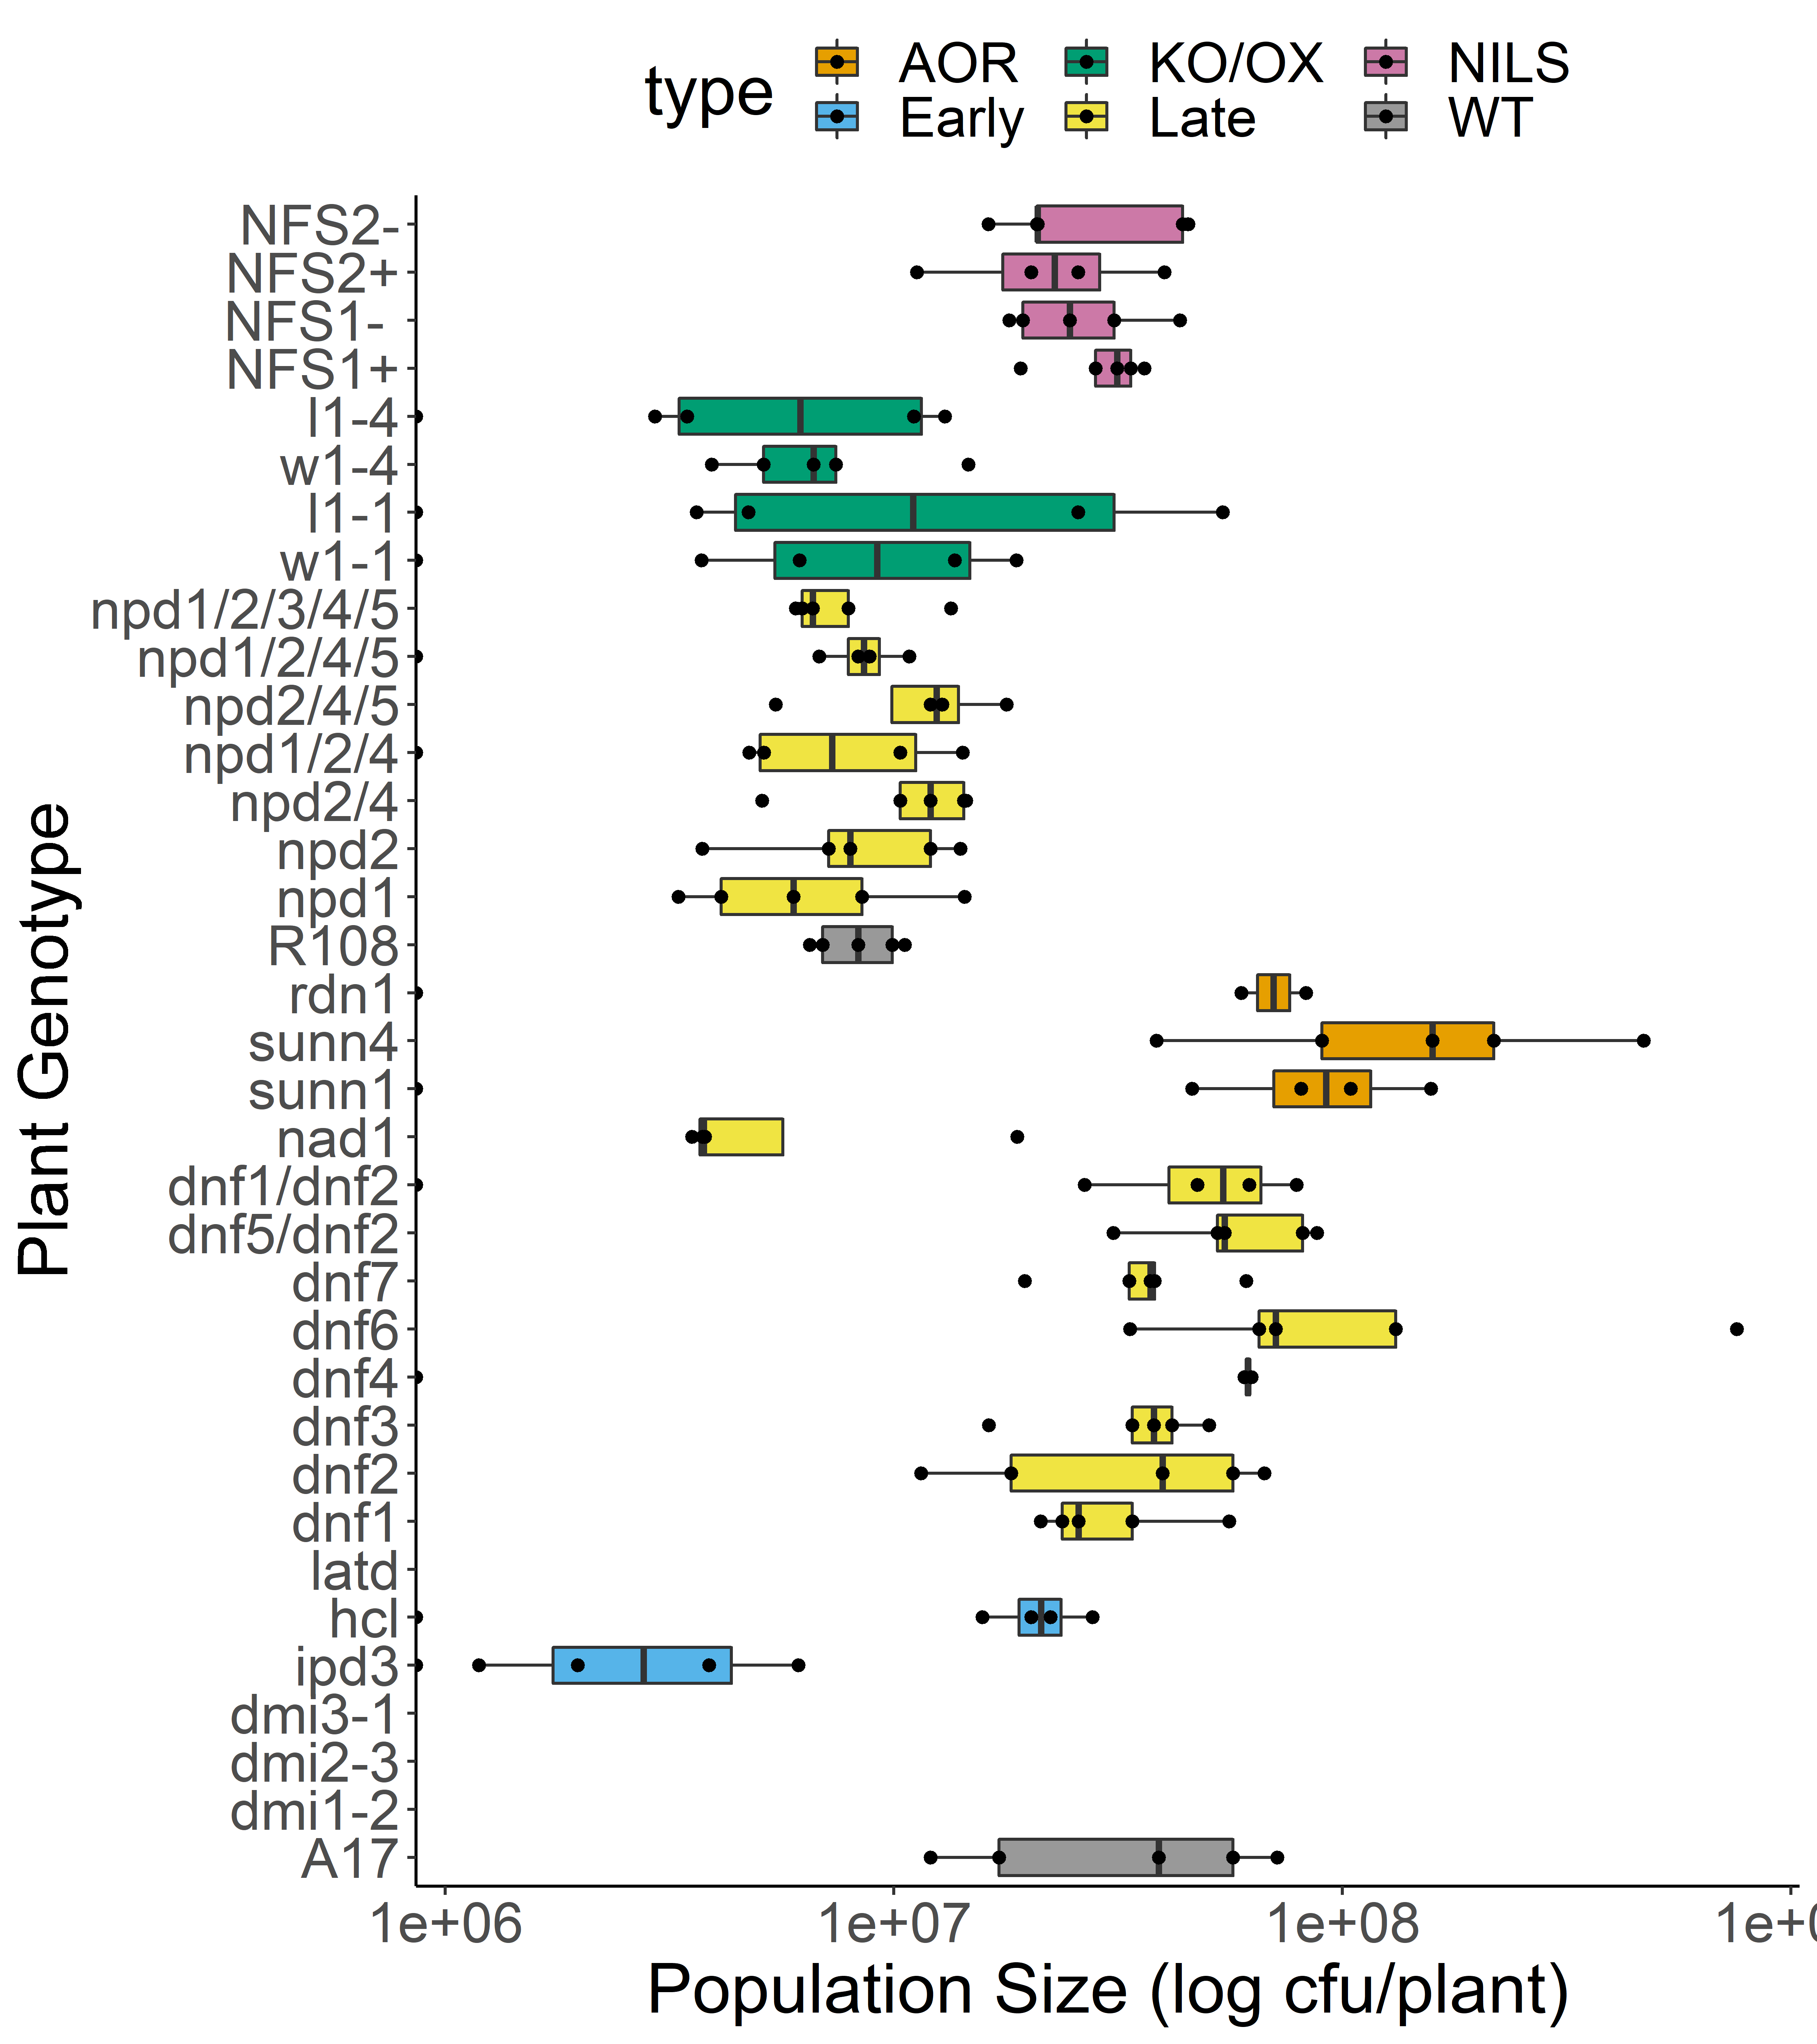 type
AOR KO/OX NILS
Early Late WT
NFS2-
NFS2+
NFS1-
NFS1+
l1-4
w1-4
l1-1
w1-1
npd1/2/3/4/5
npd1/2/4/5
npd2/4/5
npd1/2/4
npd2/4
npd2
npd1
R108
rdn1
sunn4
sunn1
nad1
dnf1/dnf2
dnf5/dnf2
dnf7
dnf6
dnf4
dnf3
dnf2
dnf1
latd
hcl
ipd3
dmi3-1
dmi2-3
dmi1-2
A17
Plant Genotype
1e+06 1e+07 1e+08
Population Size (log cfu/plant)